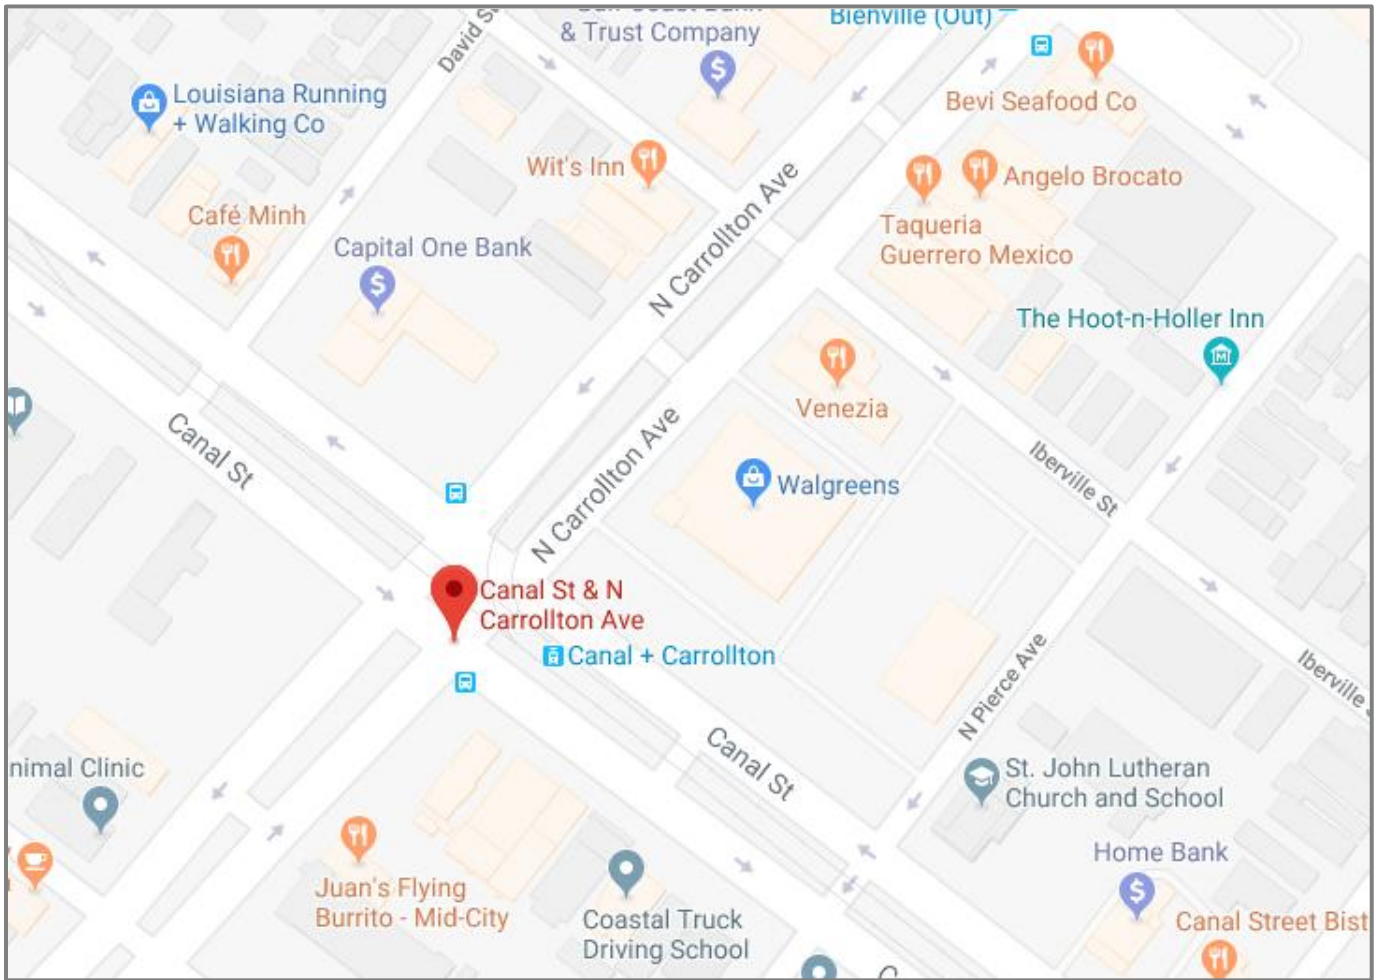 David St
& Trust Company
Bienville (Out)
Louisiana Running
+ Walking Co
Bevi Seafood Co
Wit's Inn
Angelo Brocato
Café Minh
Taqueria
Guerrero Mexico
Capital One Bank
N Carrollton Ave
The Hoot-n-Holler Inn
Venezia
Canal St
N Carrollton Ave
Iberville St
Walgreens
Canal St & N
Carrollton Ave
Canal + Carrollton
N Pierce Ave
Iberville
Canal St
nimal Clinic
St. John Lutheran
Church and School
Home Bank
Juan's Flying
Burrito - Mid-City
Coastal Truck
Driving School
Canal Street Bist